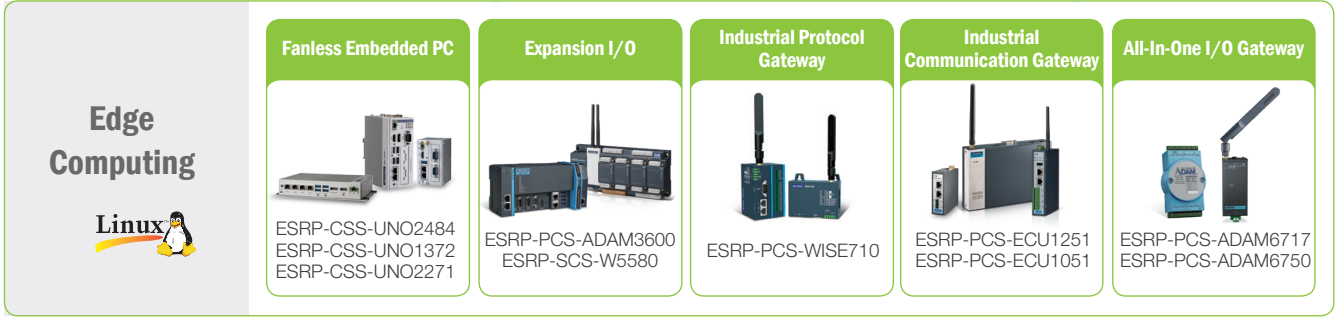 Edge
Computing
Linux
Fanless Embedded PC
ESRP-CSS-UNO2484
ESRP-CSS-UNO1372
ESRP-CSS-UNO2271
Expansion I/O
ESRP-PCS-ADAM3600
ESRP-SCS-W5580
Industrial Protocol
Gateway
ESRP-PCS-WISE710
Industrial
Communication Gateway
ESRP-PCS-ECU1251
ESRP-PCS-ECU1051
All-In-One I/O Gateway
ADAM
ESRP-PCS-ADAM6717
ESRP-PCS-ADAM6750